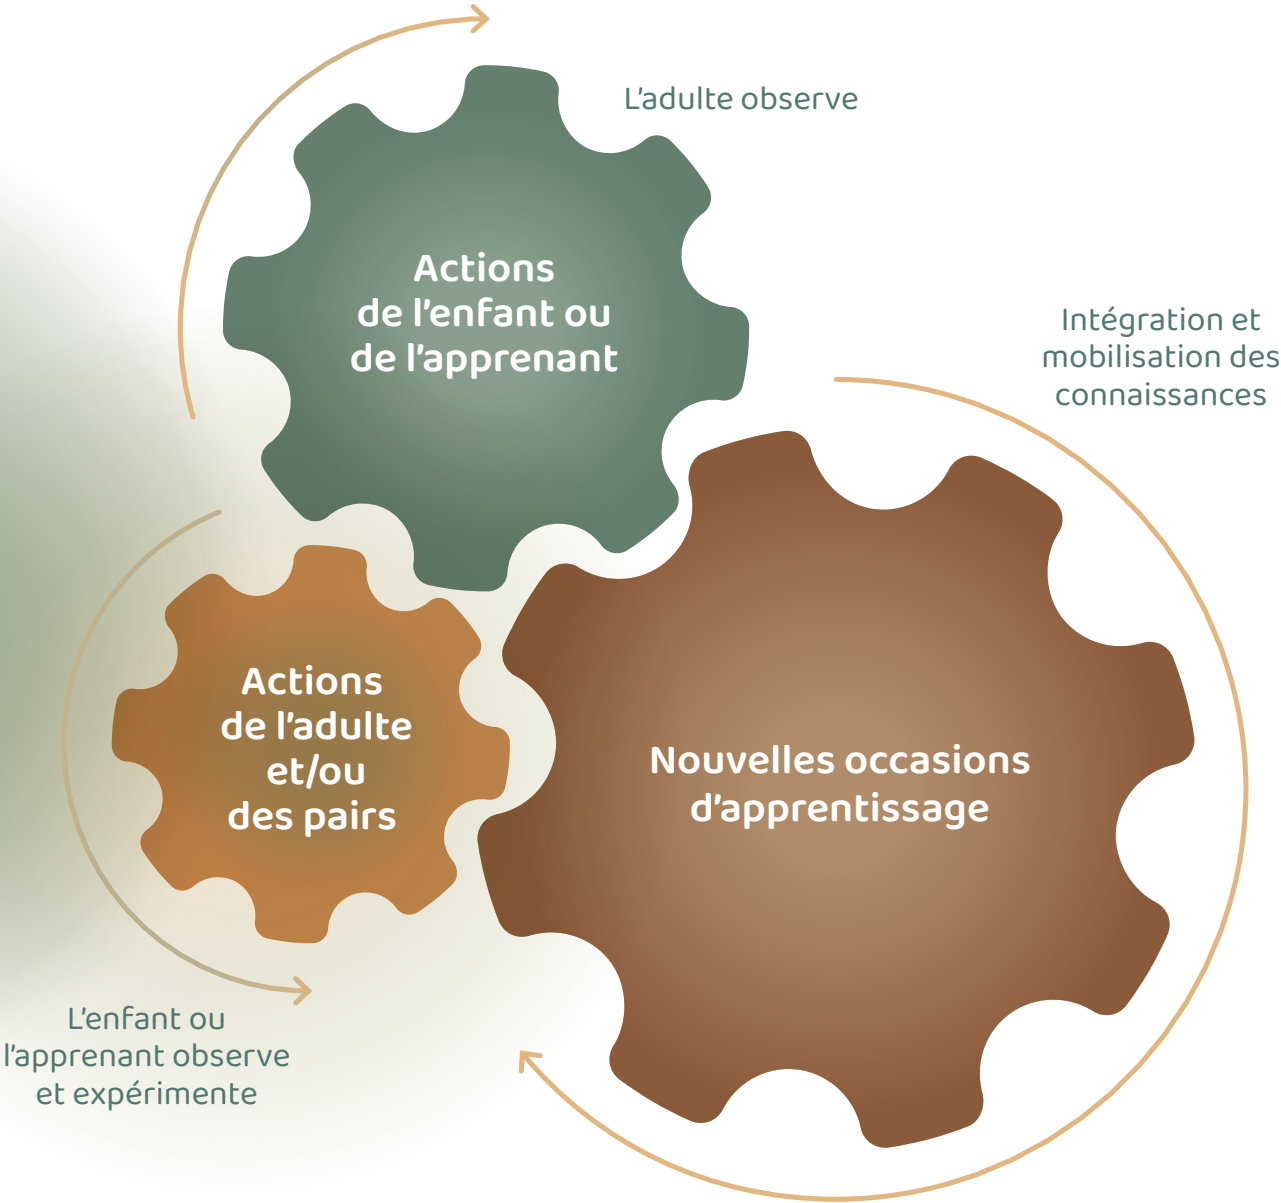 L'adulte observe
Actions
de l'enfant ou
de l'apprenant
Intégration et
mobilisation des
connaissances
Actions
de l'adulte
et/ou
des pairs
Nouvelles occasions
d'apprentissage
L'enfant ou
l'apprenant observe
et expérimente